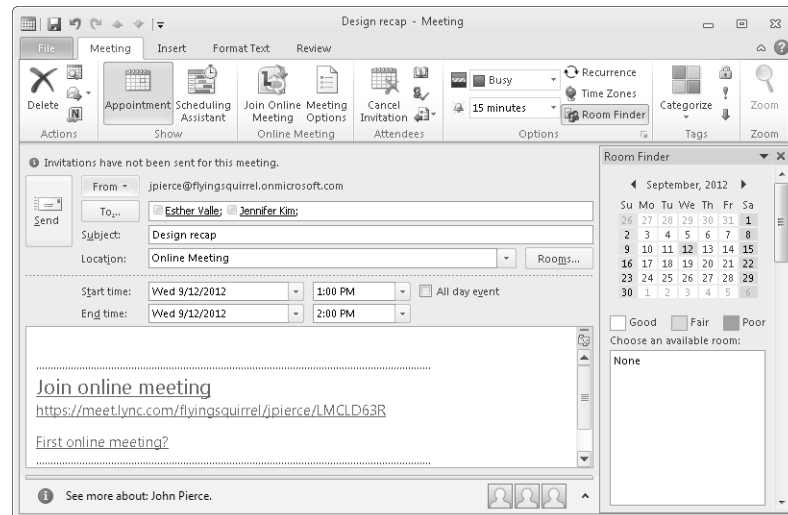 Design recap - Meeting
File Meeting Insert Format Text Review
Delete
Appointment Scheduling Assistant
Join Online Meeting Meeting Options
Cancel Invitation
Busy
15 minutes
Recurrence
Time Zones
Room Finder
Categorize
Zoom
Actions Show Online Meeting Attendees Options Tags Zoom
Invitations have not been sent for this meeting.
Send
From jpierce@flyingsquirrel.onmicrosoft.com
To... Esther Valle; Jennifer Kim;
Subject: Design recap
Location: Online Meeting Rooms...
Start time: Wed 9/12/2012 1:00 PM All day event
End time: Wed 9/12/2012 2:00 PM
Join online meeting
https://meet.lync.com/flyingsquirrel/jpierce/LMCLD63R
First online meeting?
See more about: John Pierce.
Room Finder
September, 2012
Su Mo Tu We Th Fr Sa
26 27 28 29 30 31 1
2 3 4 5 6 7 8
9 10 11 12 13 14 15
16 17 18 19 20 21 22
23 24 25 26 27 28 29
30 1 2 3 4 5 6
Good Fair Poor
Choose an available room:
None